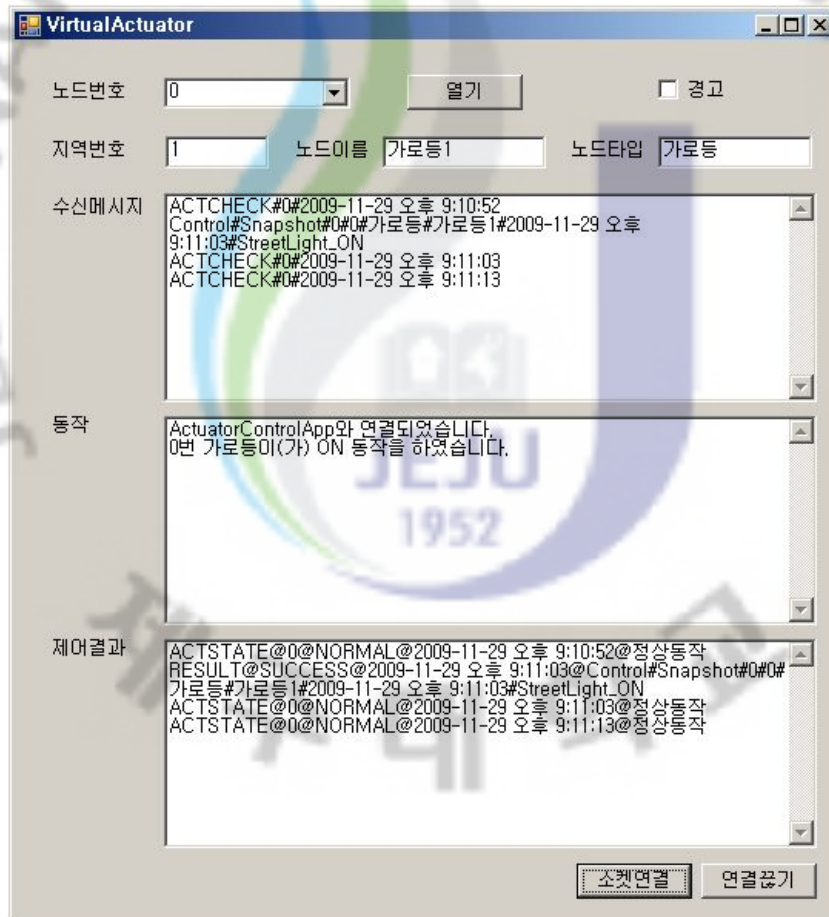 VirtualActuator
노드번호 0 열기 경고
지역번호 1 노드이름 가로등1 노드타입 가로등
수신메시지
ACTCHECK#0#2009-11-29 오후 9:10:52
Control#Snapshot#0#0#가로등#가로등1#2009-11-29 오후
9:11:03#StreetLight_ON
ACTCHECK#0#2009-11-29 오후 9:11:03
ACTCHECK#0#2009-11-29 오후 9:11:13
동작
ActuatorControlApp와 연결되었습니다.
0번 가로등이(가) ON 동작을 하였습니다.
JEJU
1952
제어결과
ACTSTATE@0@NORMAL@2009-11-29 오후 9:10:52@정상동작
RESULT@SUCCESS@2009-11-29 오후 9:11:03@Control#Snapshot#0#0#
가로등#가로등1#2009-11-29 오후 9:11:03#StreetLight_ON
ACTSTATE@0@NORMAL@2009-11-29 오후 9:11:03@정상동작
ACTSTATE@0@NORMAL@2009-11-29 오후 9:11:13@정상동작
소켓연결 연결끊기